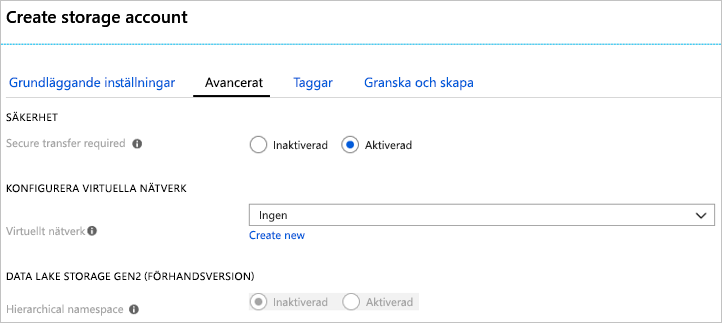 Create storage account
Grundläggande inställningar Avancerat Taggar Granska och skapa
SÄKERHET
Secure transfer required Inaktiverad Aktiverad
KONFIGURERA VIRTUELLA NÄTVERK
Ingen
Virtuellt nätverk
Create new
DATA LAKE STORAGE GEN2 (FÖRHANDSVERSION)
Hierarchical namespace Inaktiverad Aktiverad